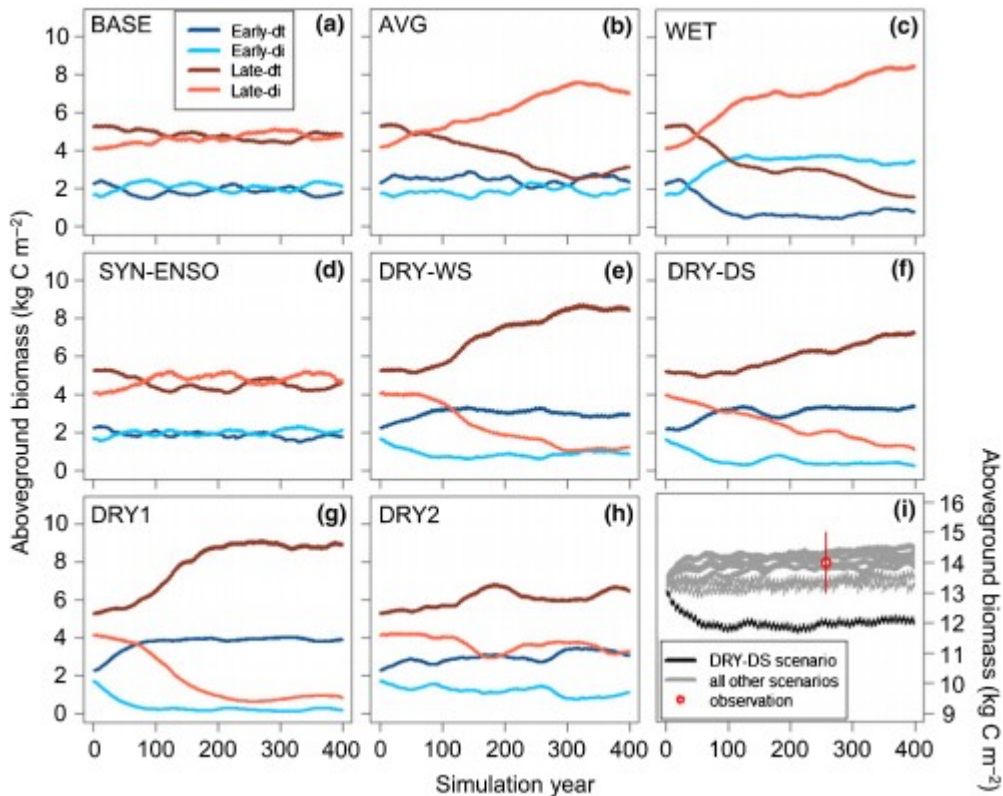 BASE (a)
Early-dt
Early-di
Late-dt
Late-di
AVG (b)
WET (c)
10
8
6
4
2
0
SYN-ENSO (d)
DRY-WS (e)
DRY-DS (f)
10
8
6
4
2
0
DRY1 (g)
DRY2 (h)
(i)
10
8
6
4
2
0
16
15
14
13
12
11
10
9
DRY-DS scenario
all other scenarios
observation
0 100 200 300 400
0 100 200 300 400
0 100 200 300 400
Simulation year
Aboveground biomass (kg C m⁻²)
Aboveground biomass (kg C m⁻²)